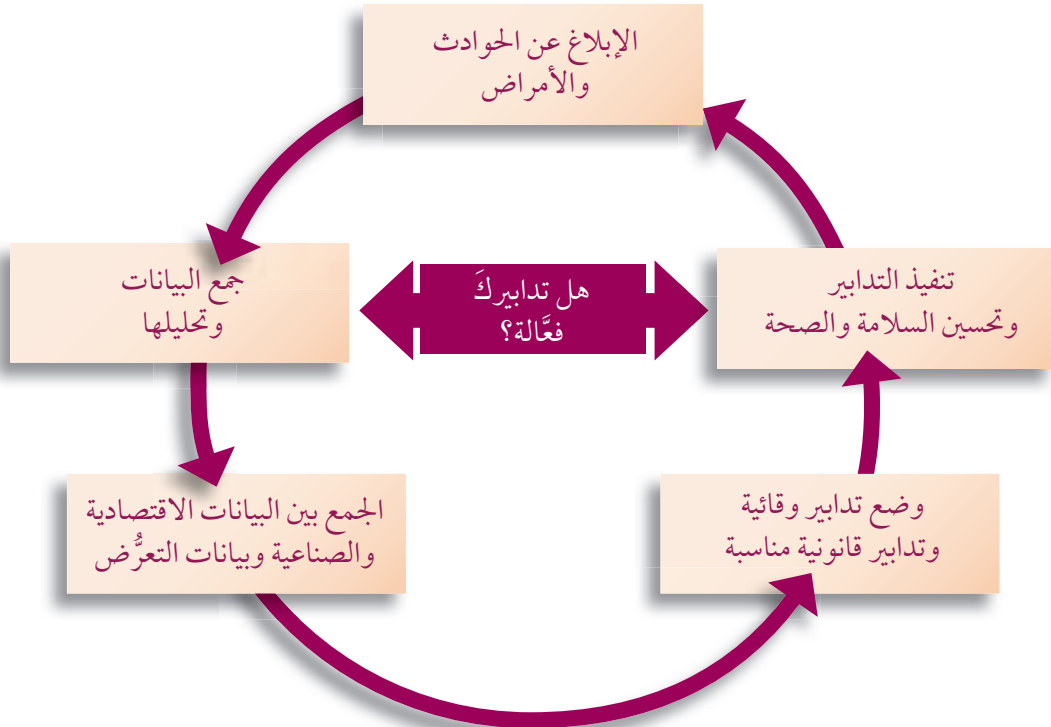 الإبلاغ عن الحوادث
والأمراض
جمع البيانات
وتحليلها
هل تدابيركَ
فعَّالة؟
تنفيذ التدابير
وتحسين السلامة والصحة
الجمع بين البيانات الاقتصادية
والصناعية وبيانات التعرُّض
وضع تدابير وقائية
وتدابير قانونية مناسبة